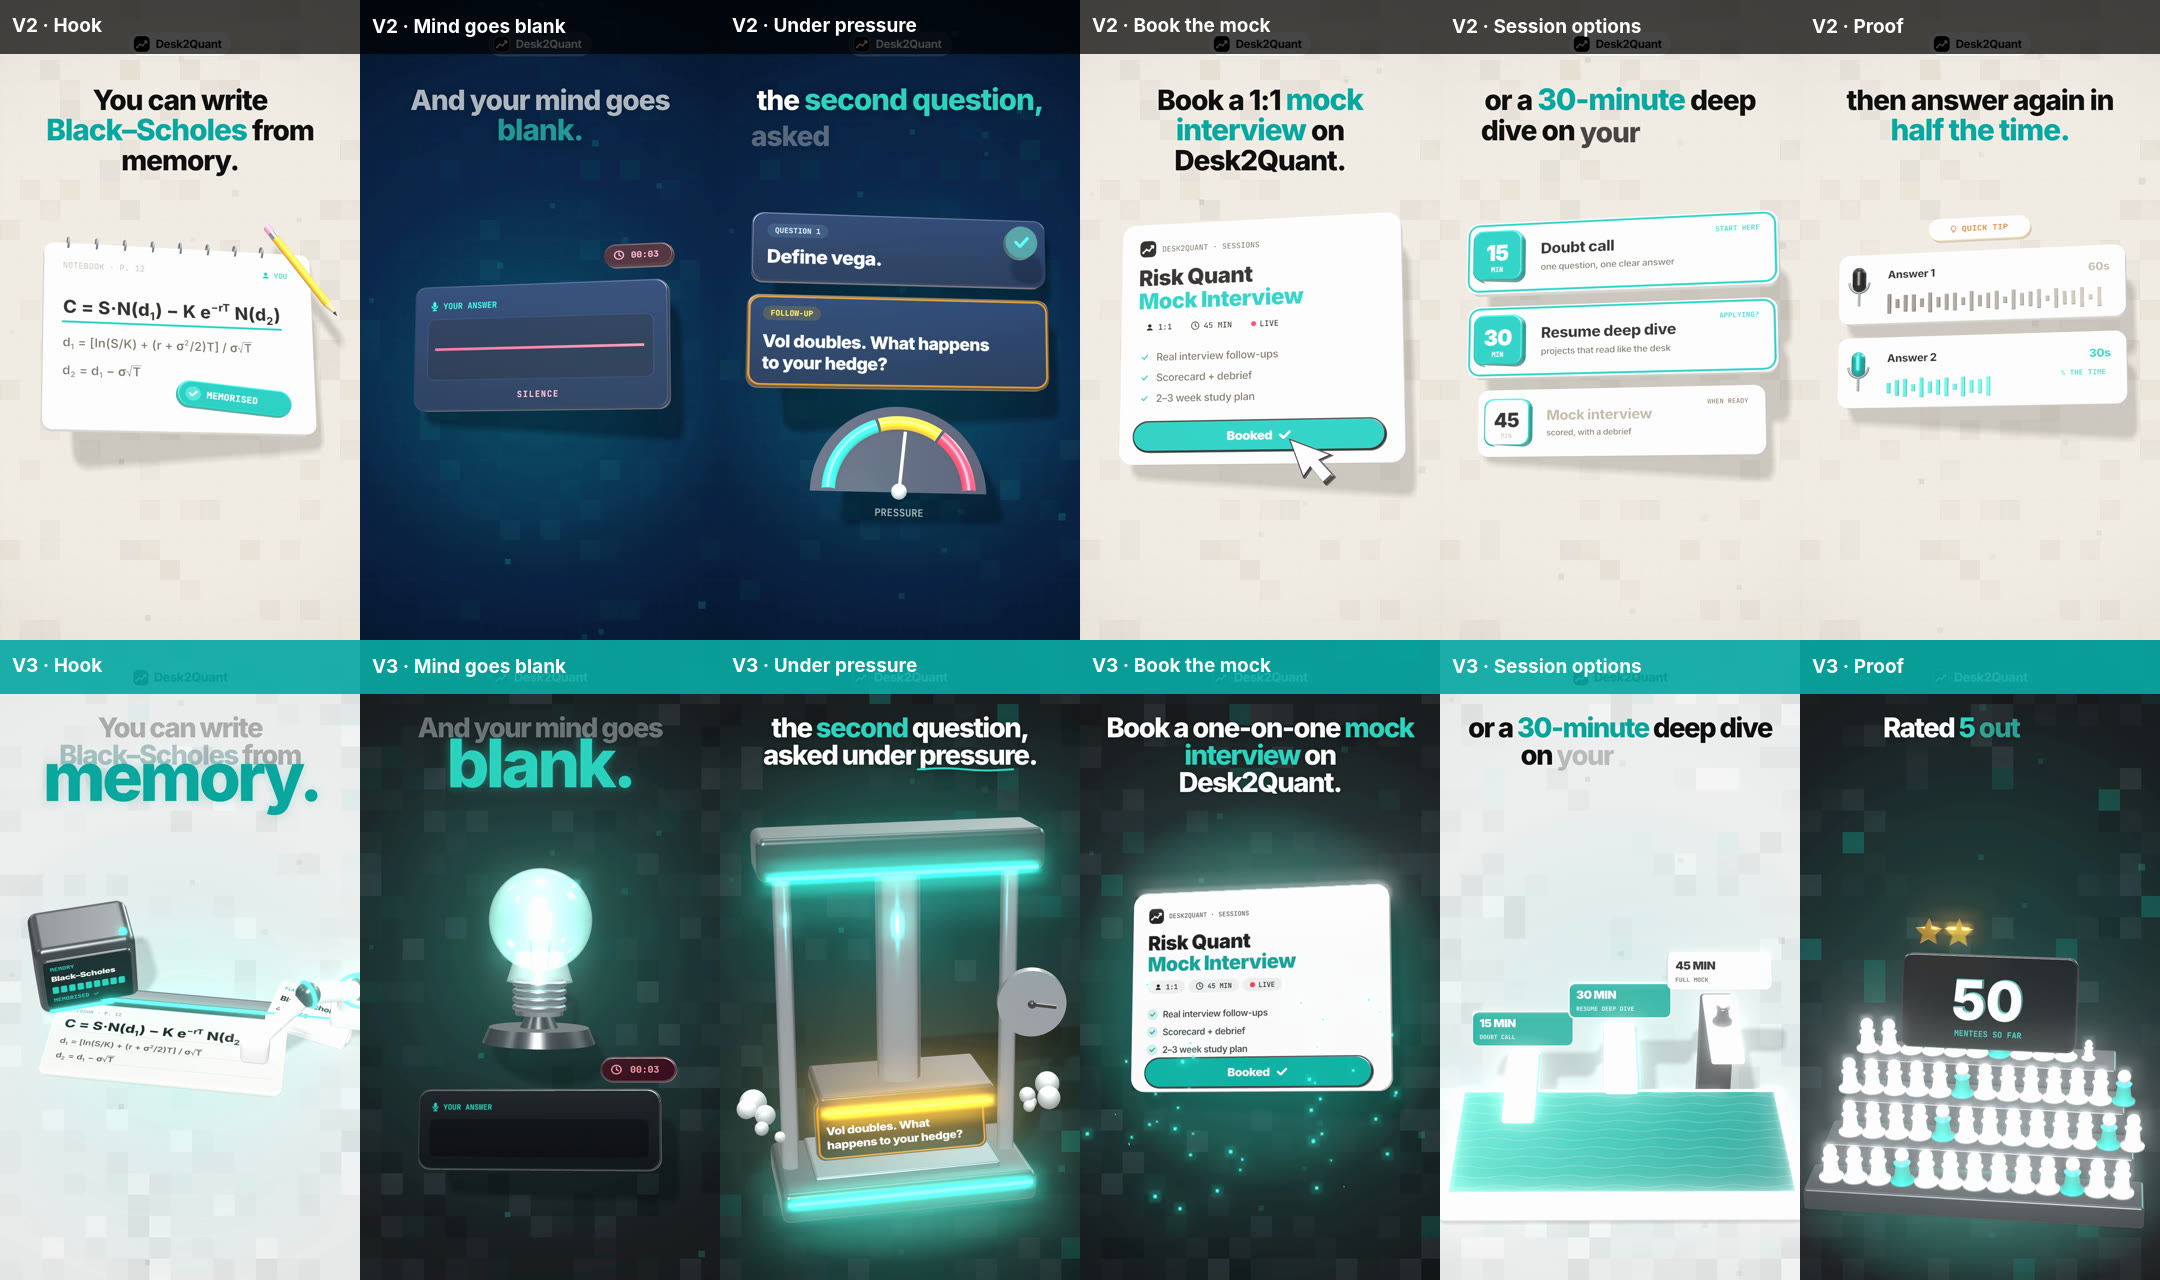 V2 · Hook
Desk2Quant
You can write
Black–Scholes from
memory.
NOTEBOOK · P. 12
YOU
C = S·N(d₁) – K e⁻ʳᵀ N(d₂)
d₁ = [ln(S/K) + (r + σ²/2)T] / σ√T
d₂ = d₁ – σ√T
MEMORISED
V2 · Mind goes blank
Desk2Quant
And your mind goes
blank.
00:03
YOUR ANSWER
SILENCE
V2 · Under pressure
Desk2Quant
the second question,
asked
QUESTION 1
Define vega.
FOLLOW-UP
Vol doubles. What happens
to your hedge?
PRESSURE
V2 · Book the mock
Desk2Quant
Book a 1:1 mock
interview on
Desk2Quant.
DESK2QUANT · SESSIONS
Risk Quant
Mock Interview
1:1
45 MIN
LIVE
Real interview follow-ups
Scorecard + debrief
2–3 week study plan
Booked
V2 · Session options
Desk2Quant
or a 30-minute deep
dive on your
START HERE
15
MIN
Doubt call
one question, one clear answer
APPLYING?
30
MIN
Resume deep dive
projects that read like the desk
WHEN READY
45
MIN
Mock interview
scored, with a debrief
V2 · Proof
Desk2Quant
then answer again in
half the time.
QUICK TIP
Answer 1
60s
Answer 2
30s
½ THE TIME
V3 · Hook
Desk2Quant
You can write
Black–Scholes from
memory.
MEMORY
Black–Scholes
MEMORISED
· P. 12
C = S·N(d₁) – K e⁻ʳᵀ N(d₂
d₁ = [ln(S/K) + (r + σ²/2)T] / σ√T
d₂ = d₁ – σ√T
V3 · Mind goes blank
Desk2Quant
And your mind goes
blank.
00:03
YOUR ANSWER
V3 · Under pressure
Desk2Quant
the second question,
asked under pressure.
Vol doubles. What
happens to your hedge?
V3 · Book the mock
Desk2Quant
Book a one-on-one mock
interview on
Desk2Quant.
DESK2QUANT · SESSIONS
Risk Quant
Mock Interview
1:1
45 MIN
LIVE
Real interview follow-ups
Scorecard + debrief
2–3 week study plan
Booked
V3 · Session options
Desk2Quant
or a 30-minute deep dive
on your
45 MIN
FULL MOCK
30 MIN
RESUME DEEP DIVE
15 MIN
DOUBT CALL
V3 · Proof
Desk2Quant
Rated 5 out
50
MENTEES SO FAR